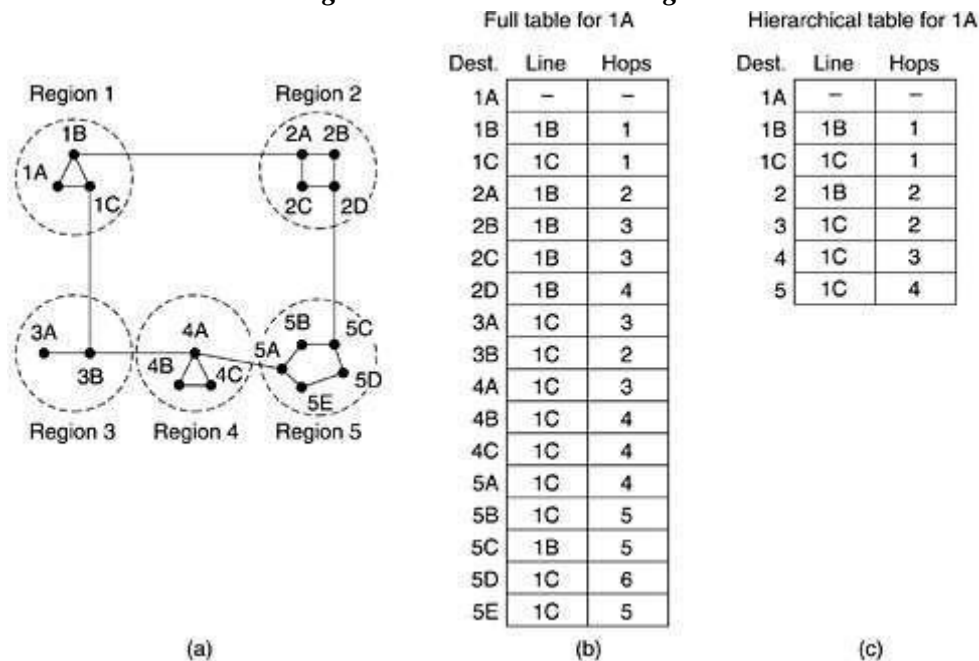 Full table for 1A
Hierarchical table for 1A
Dest. Line Hops
Dest. Line Hops
Region 1
Region 2
1B
2A 2B
1A
1C
2C 2D
3A
3B
4A
4B 4C
5B 5C
5A
5D
5E
Region 3 Region 4 Region 5
1A – –
1B 1B 1
1C 1C 1
2A 1B 2
2B 1B 3
2C 1B 3
2D 1B 4
3A 1C 3
3B 1C 2
4A 1C 3
4B 1C 4
4C 1C 4
5A 1C 4
5B 1C 5
5C 1B 5
5D 1C 6
5E 1C 5
1A – –
1B 1B 1
1C 1C 1
2 1B 2
3 1C 2
4 1C 3
5 1C 4
(a)
(b)
(c)